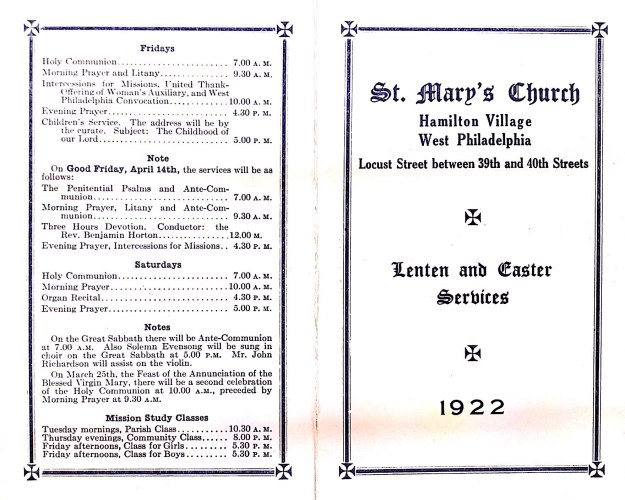 Fridays
Holy Communion 7.00 A. M.
Morning Prayer and Litany 9.30 A. M.
Intercessions for Missions, United Thank-
Offering of Woman's Auxiliary, and West
Philadelphia Convocation 10.00 A. M.
Evening Prayer 4.30 P. M.
Children's Service. The address will be by
the curate. Subject: The Childhood of
our Lord 5.00 P. M.
Note
On Good Friday, April 14th, the services will be as
follows:
The Penitential Psalms and Ante-Com-
munion 7.00 A. M.
Morning Prayer, Litany and Ante-Com-
munion 9.30 A. M.
Three Hours Devotion. Conductor: the
Rev. Benjamin Horton 12.00 M.
Evening Prayer, Intercessions for Missions.. 4.30 P. M.
Saturdays
Holy Communion 7.00 A. M.
Morning Prayer 10.00 A. M.
Organ Recital 4.30 P. M.
Evening Prayer 5.00 P. M.
Notes
On the Great Sabbath there will be Ante-Communion
at 7.00 A.M. Also Solemn Evensong will be sung in
choir on the Great Sabbath at 5.00 P.M. Mr. John
Richardson will assist on the violin.
On March 25th, the Feast of the Annunciation of the
Blessed Virgin Mary, there will be a second celebration
of the Holy Communion at 10.00 A.M., preceded by
Morning Prayer at 9.30 A.M.
Mission Study Classes
Tuesday mornings, Parish Class 10.30 A. M.
Thursday evenings, Community Class 8.00 P. M.
Friday afternoons, Class for Girls 5.30 P. M.
Friday afternoons, Class for Boys 5.30 P. M.
St. Mary's Church
Hamilton Village
West Philadelphia
Locust Street between 39th and 40th Streets
Lenten and Easter
Services
1922